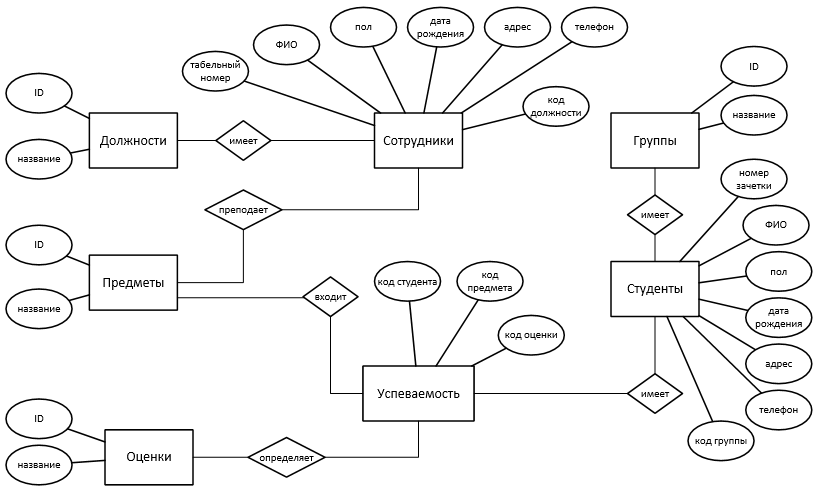 дата
рождения
пол
адрес
телефон
ФИО
табельный
номер
ID
ID
код
должности
название
Должности
имеет
Сотрудники
Группы
название
номер
зачетки
преподает
имеет
ФИО
ID
Предметы
код студента
код
предмета
Студенты
пол
название
входит
дата
рождения
код оценки
адрес
Успеваемость
имеет
телефон
ID
код группы
Оценки
определяет
название